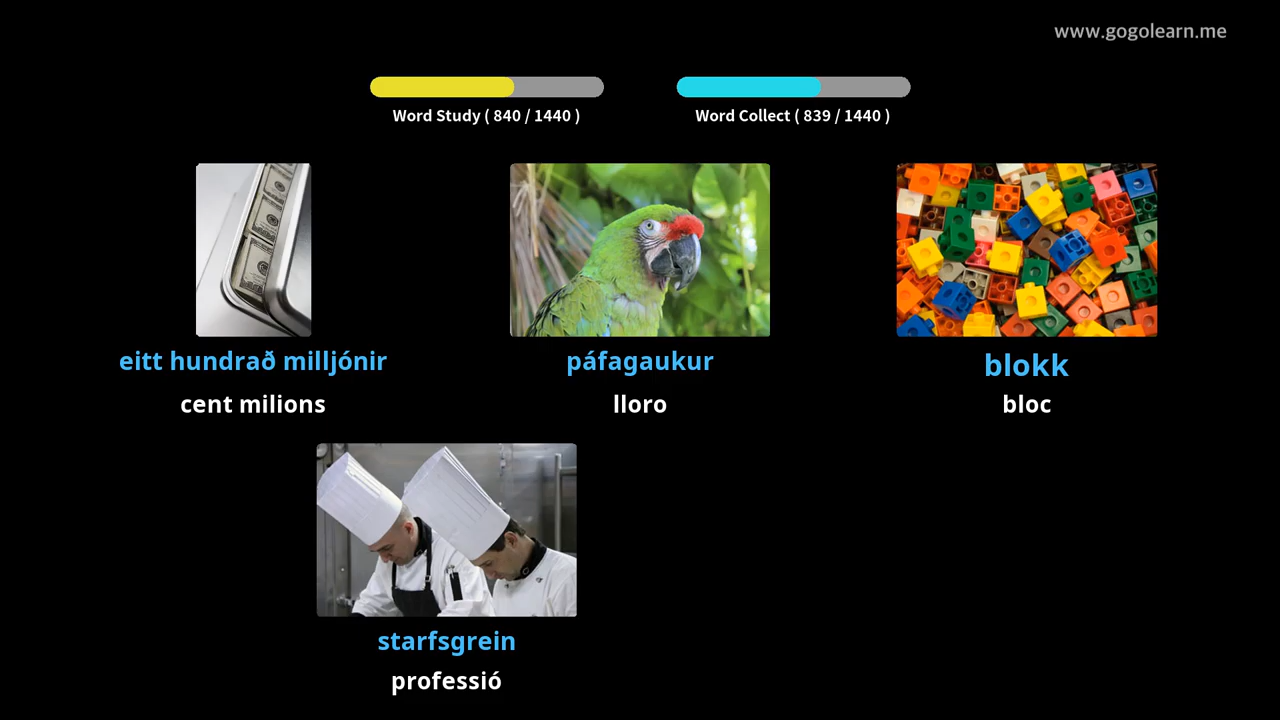 www.gogolearn.me
Word Study ( 840 / 1440 )
Word Collect ( 839 / 1440 )
eitt hundrað milljónir
cent milions
páfagaukur
lloro
blokk
bloc
starfsgrein
professió